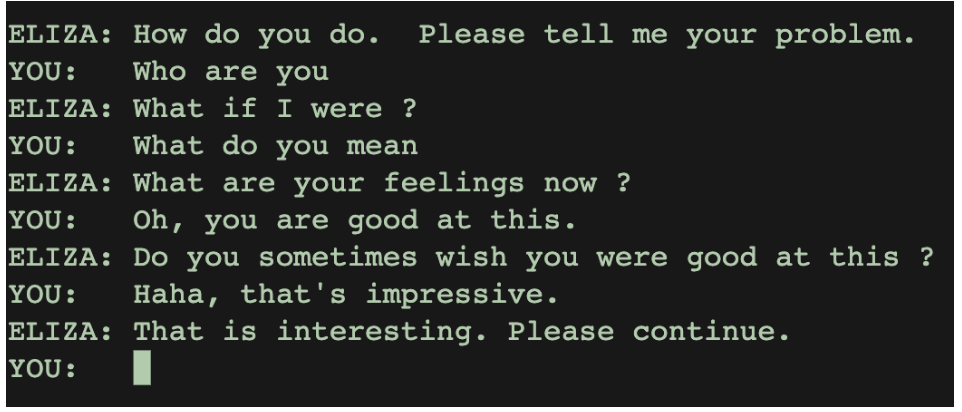 ELIZA: How do you do.  Please tell me your problem.
YOU:   Who are you
ELIZA: What if I were ?
YOU:   What do you mean
ELIZA: What are your feelings now ?
YOU:   Oh, you are good at this.
ELIZA: Do you sometimes wish you were good at this ?
YOU:   Haha, that's impressive.
ELIZA: That is interesting. Please continue.
YOU: